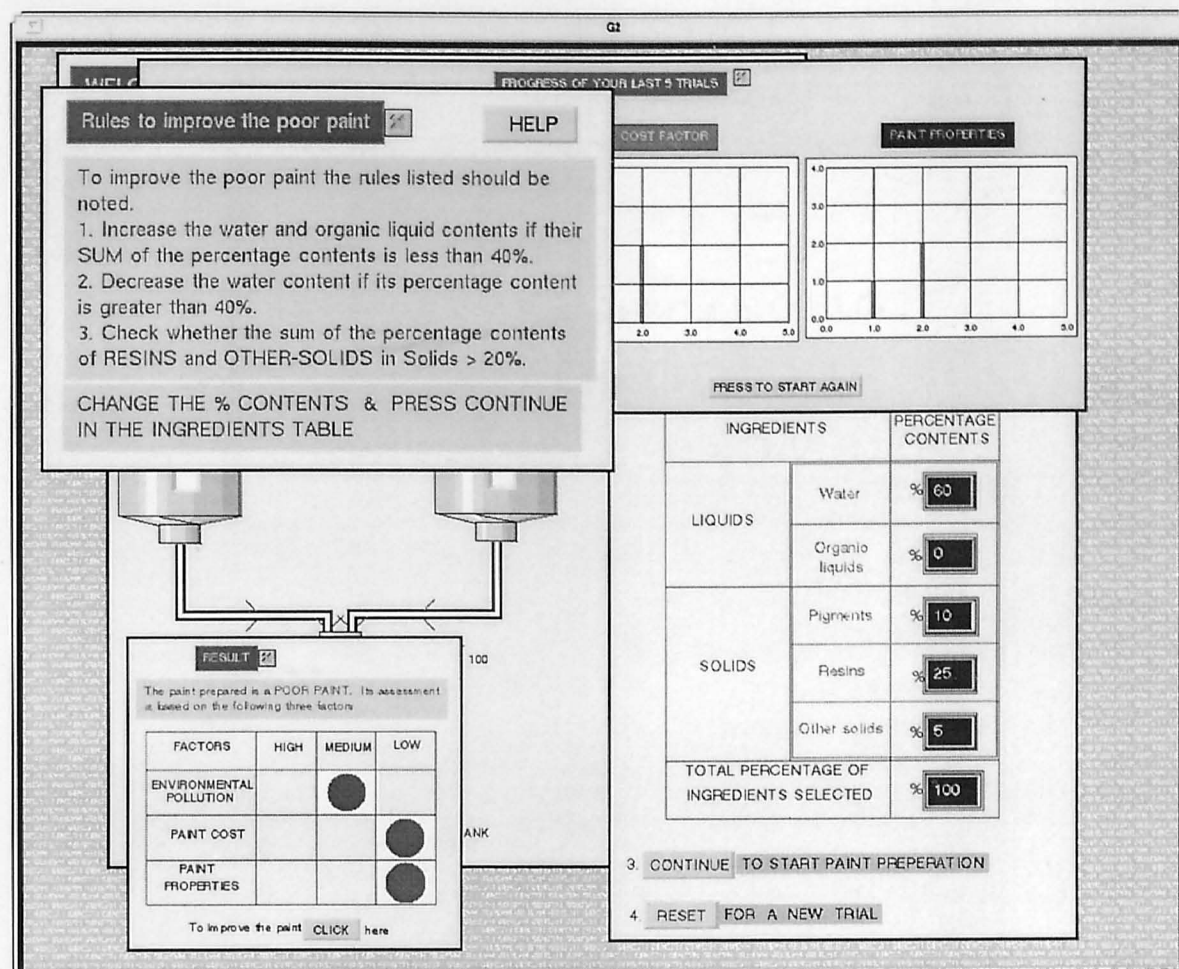 G2
WELC
PROGRESS OF YOUR LAST 5 TRIALS
Rules to improve the poor paint
HELP
COST FACTOR
PAINT PROPERTIES
To improve the poor paint the rules listed should be
noted.
1. Increase the water and organic liquid contents if their
SUM of the percentage contents is less than 40%.
2. Decrease the water content if its percentage content
is greater than 40%.
3. Check whether the sum of the percentage contents
of RESINS and OTHER-SOLIDS in Solids > 20%.
CHANGE THE % CONTENTS & PRESS CONTINUE
IN THE INGREDIENTS TABLE
2.0 3.0 4.0 5.0
4.0
3.0
2.0
1.0
0.0
0.0 1.0 2.0 3.0 4.0 5.0
PRESS TO START AGAIN
INGREDIENTS
PERCENTAGE
CONTENTS
LIQUIDS
Water
% 60
Organic
liquids
% 0
SOLIDS
Pigments
% 10
Resins
% 25.
Other solids
% 5
TOTAL PERCENTAGE OF
INGREDIENTS SELECTED
% 100
3. CONTINUE TO START PAINT PREPERATION
4. RESET FOR A NEW TRIAL
100
ANK
RESULT
The paint prepared is a POOR PAINT. Its assessment
is based on the following three factors
FACTORS HIGH MEDIUM LOW
ENVIRONMENTAL
POLLUTION
PAINT COST
PAINT
PROPERTIES
To improve the paint CLICK here